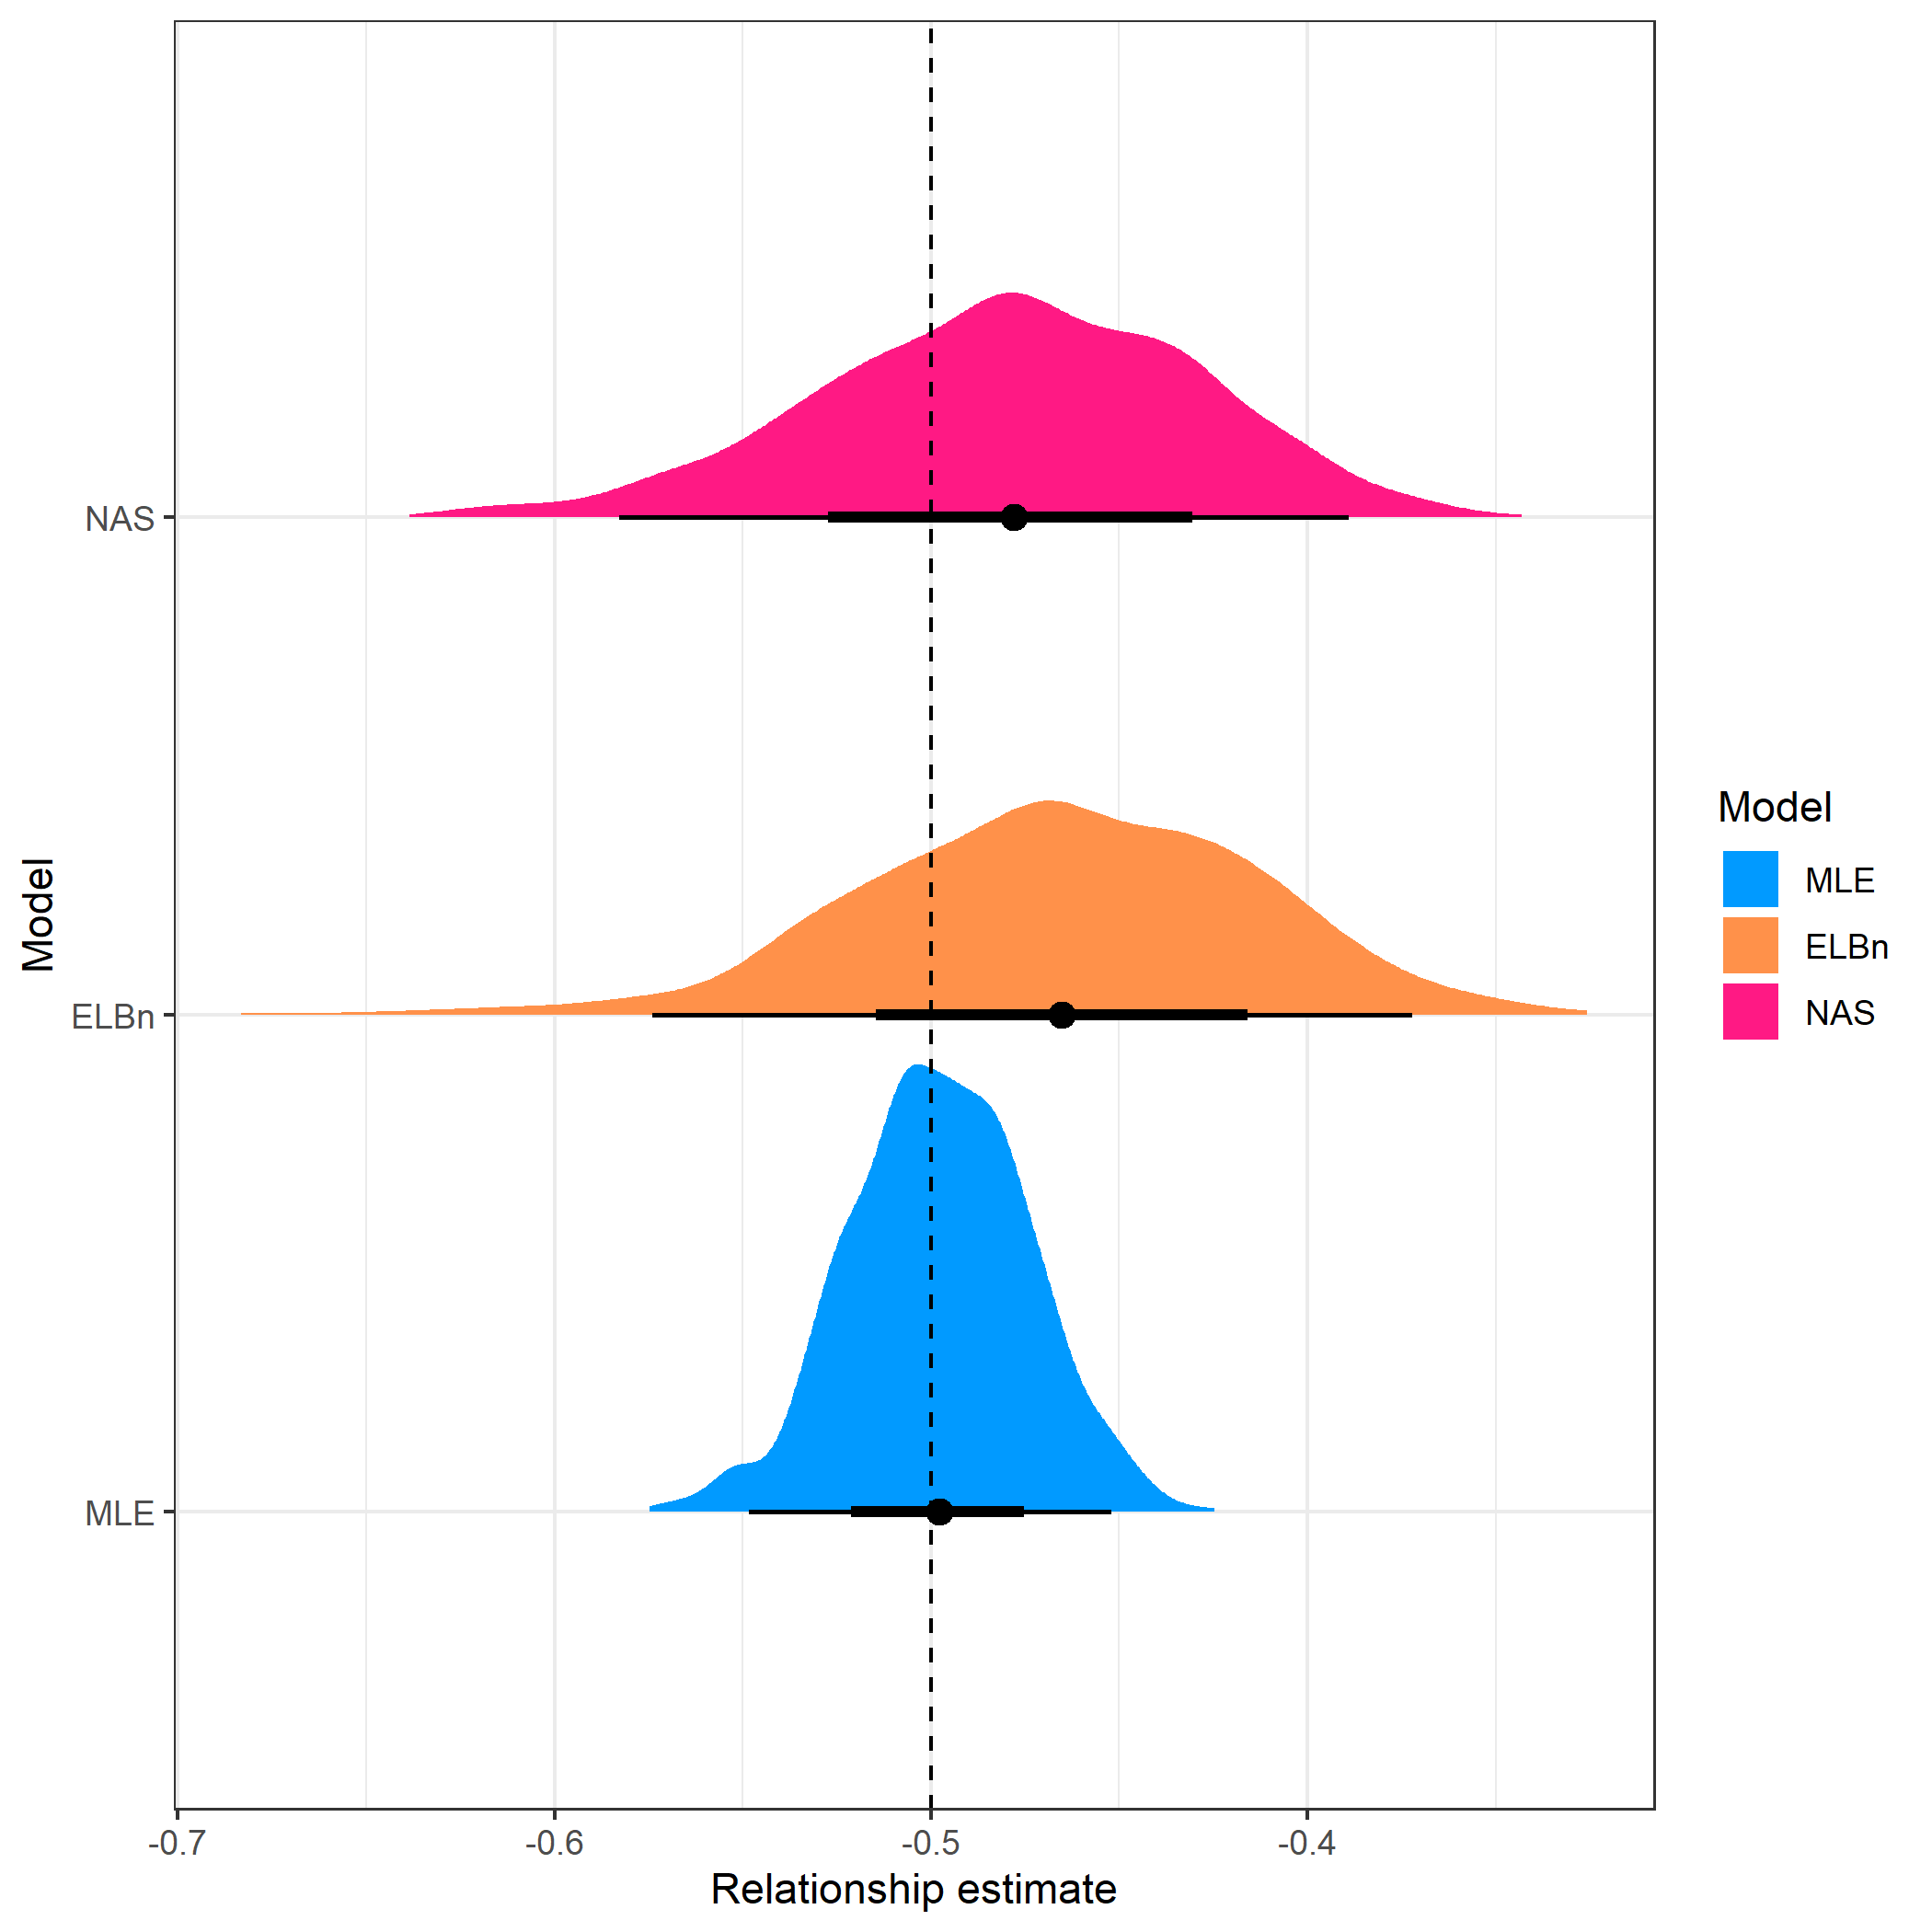 NAS
ELBn
MLE
Model
-0.7
-0.6
-0.5
-0.4
Relationship estimate
Model
MLE
ELBn
NAS